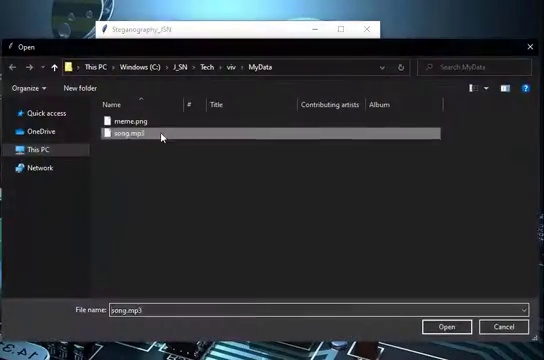 Steganography_JSN
Open
This PC > Windows (C:) > J_SN > Tech > viv > MyData
Search MyData
Organize
New folder
Name # Title Contributing artists Album
Quick access
meme.png
OneDrive
song.mp3
This PC
Network
File name: song.mp3
Open Cancel